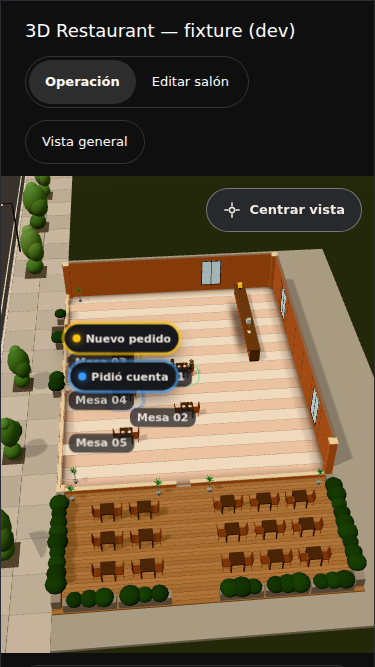 3D Restaurant — fixture (dev)
Operación
Editar salón
Vista general
Centrar vista
Nuevo pedido
Pidió cuenta
1
Mesa 04
Mesa 02
Mesa 05